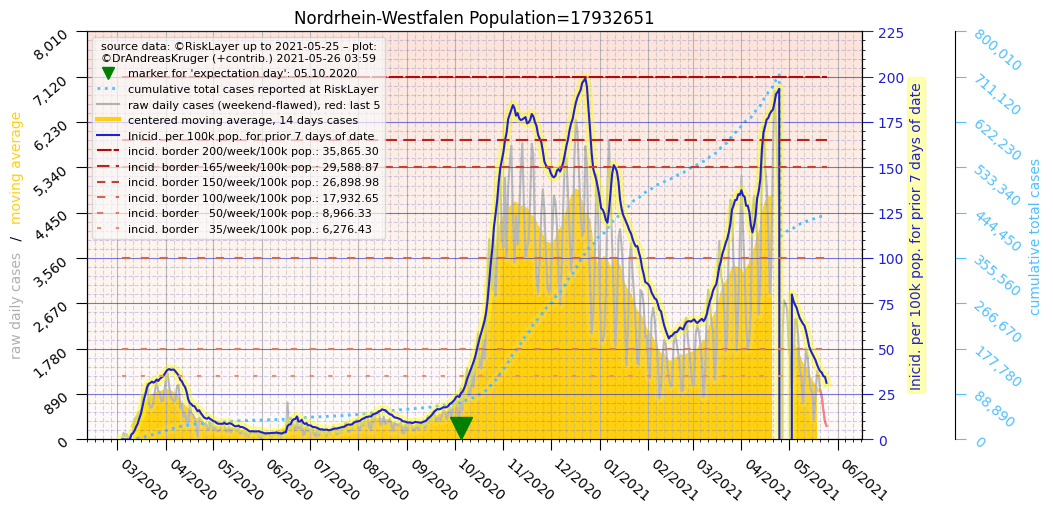 Nordrhein-Westfalen Population=17932651
source data: ©RiskLayer up to 2021-05-25 – plot:
©DrAndreasKruger (+contrib.) 2021-05-26 03:59
marker for 'expectation day': 05.10.2020
cumulative total cases reported at RiskLayer
raw daily cases (weekend-flawed), red: last 5
centered moving average, 14 days cases
Inicid. per 100k pop. for prior 7 days of date
incid. border 200/week/100k pop.: 35,865.30
incid. border 165/week/100k pop.: 29,588.87
incid. border 150/week/100k pop.: 26,898.98
incid. border 100/week/100k pop.: 17,932.65
incid. border   50/week/100k pop.: 8,966.33
incid. border   35/week/100k pop.: 6,276.43
raw daily cases / moving average
8,010
7,120
6,230
5,340
4,450
3,560
2,670
1,780
890
0
03/2020
04/2020
05/2020
06/2020
07/2020
08/2020
09/2020
10/2020
11/2020
12/2020
01/2021
02/2021
03/2021
04/2021
05/2021
06/2021
225
200
175
150
125
100
75
50
25
0
Inicid. per 100k pop. for prior 7 days of date
800,010
711,120
622,230
533,340
444,450
355,560
266,670
177,780
88,890
0
cumulative total cases